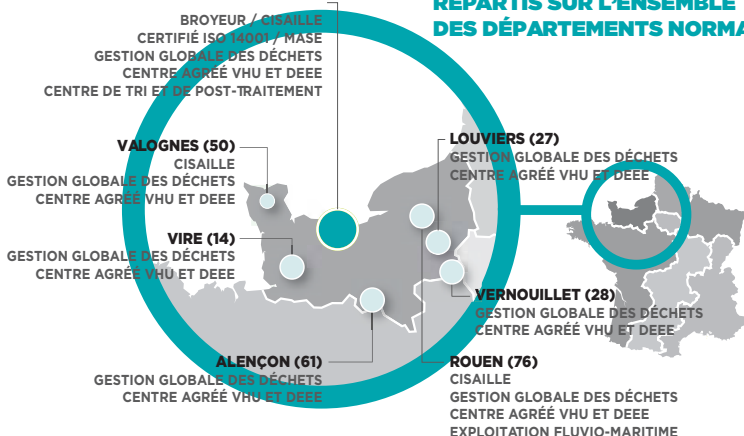 RÉPARTIS SUR L'ENSEMBLE
DES DÉPARTEMENTS
BROYEUR / CISAILLE
CERTIFIÉ ISO 14001 / MASE
GESTION GLOBALE DES DÉCHETS
CENTRE AGRÉÉ VHU ET DEEE
CENTRE DE TRI ET DE POST-TRAITEMENT
VALOGNES (50)
CISAILLE
GESTION GLOBALE DES DÉCHETS
CENTRE AGRÉÉ VHU ET DEEE
VIRE (14)
GESTION GLOBALE DES DÉCHETS
CENTRE AGRÉÉ VHU ET DEEE
ALENÇON (61)
GESTION GLOBALE DES DÉCHETS
CENTRE AGRÉÉ VHU ET DEEE
LOUVIERS (27)
GESTION GLOBALE DES DÉCHETS
CENTRE AGRÉÉ VHU ET DEEE
VERNOUILLET (28)
GESTION GLOBALE DES DÉCHETS
CENTRE AGRÉÉ VHU ET DEEE
ROUEN (76)
CISAILLE
GESTION GLOBALE DES DÉCHETS
CENTRE AGRÉÉ VHU ET DEEE
EXPLOITATION FLUVIO-MARITIME